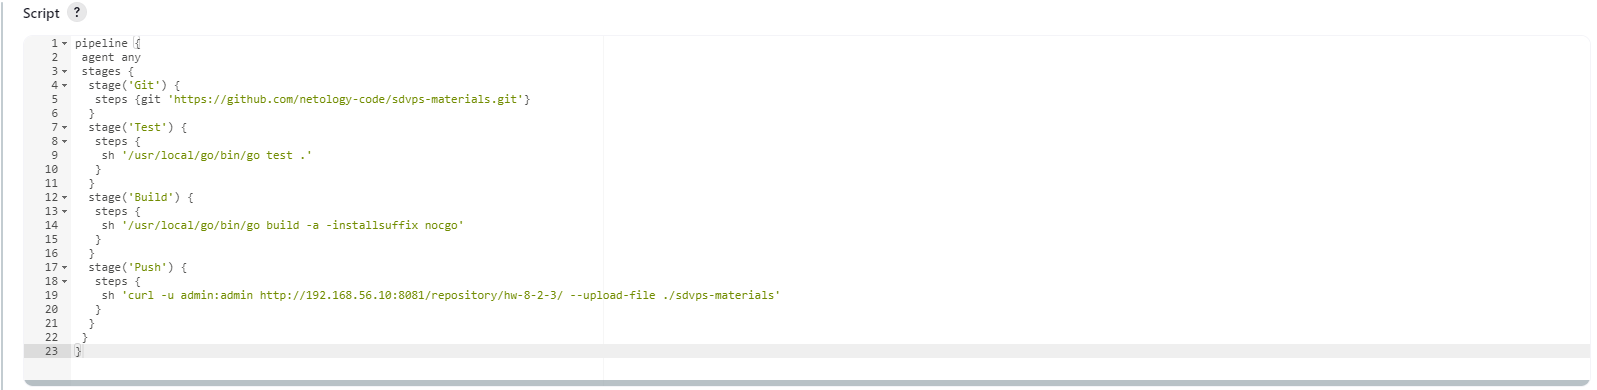 Script ?
1 pipeline {
2 agent any
3 stages {
4 stage('Git') {
5 steps {git 'https://github.com/netology-code/sdvps-materials.git'}
6 }
7 stage('Test') {
8 steps {
9 sh '/usr/local/go/bin/go test .'
10 }
11 }
12 stage('Build') {
13 steps {
14 sh '/usr/local/go/bin/go build -a -installsuffix nocgo'
15 }
16 }
17 stage('Push') {
18 steps {
19 sh 'curl -u admin:admin http://192.168.56.10:8081/repository/hw-8-2-3/ --upload-file ./sdvps-materials'
20 }
21 }
22 }
23 }